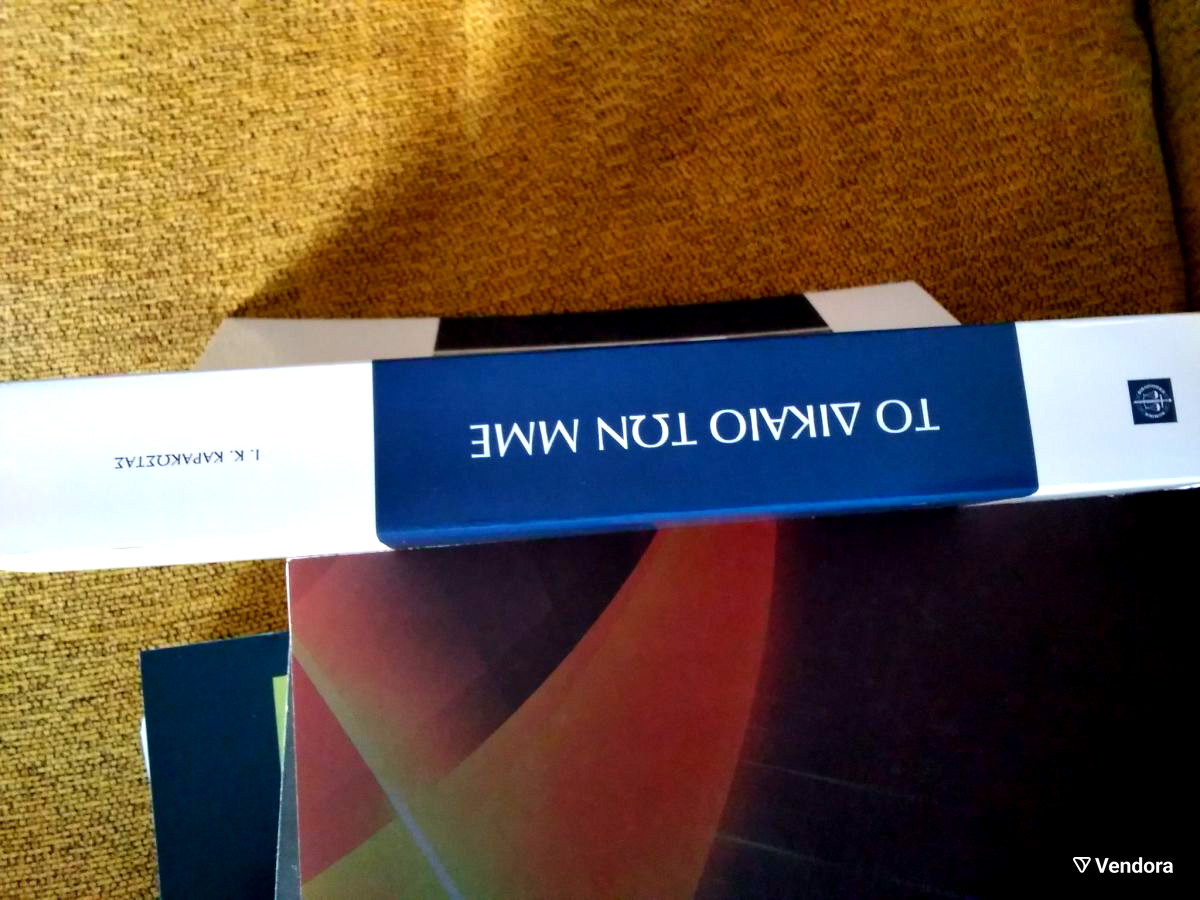 Ι. Κ. ΚΑΡΑΚΩΣΤΑΣ
ΤΟ ΔΙΚΑΙΟ ΤΩΝ ΜΜΕ
Vendora